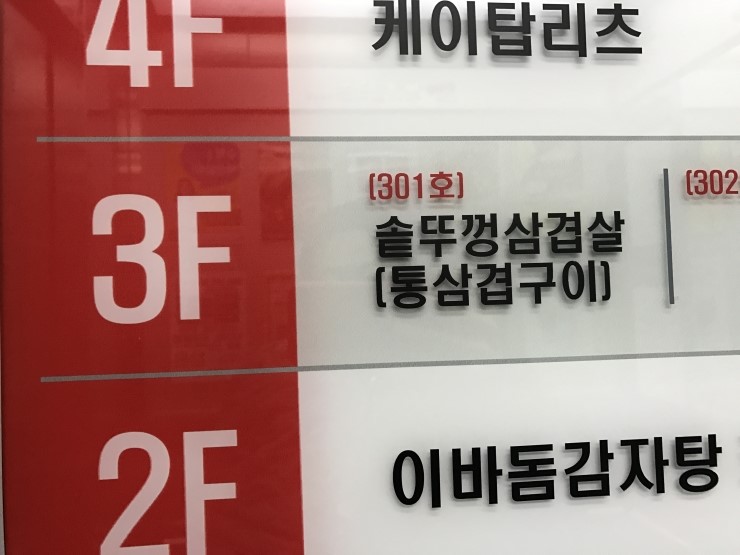 4F 케이탑리츠
3F (301호) (302
솥뚜껑삼겹살
(통삼겹구이)
2F 이바돔감자탕